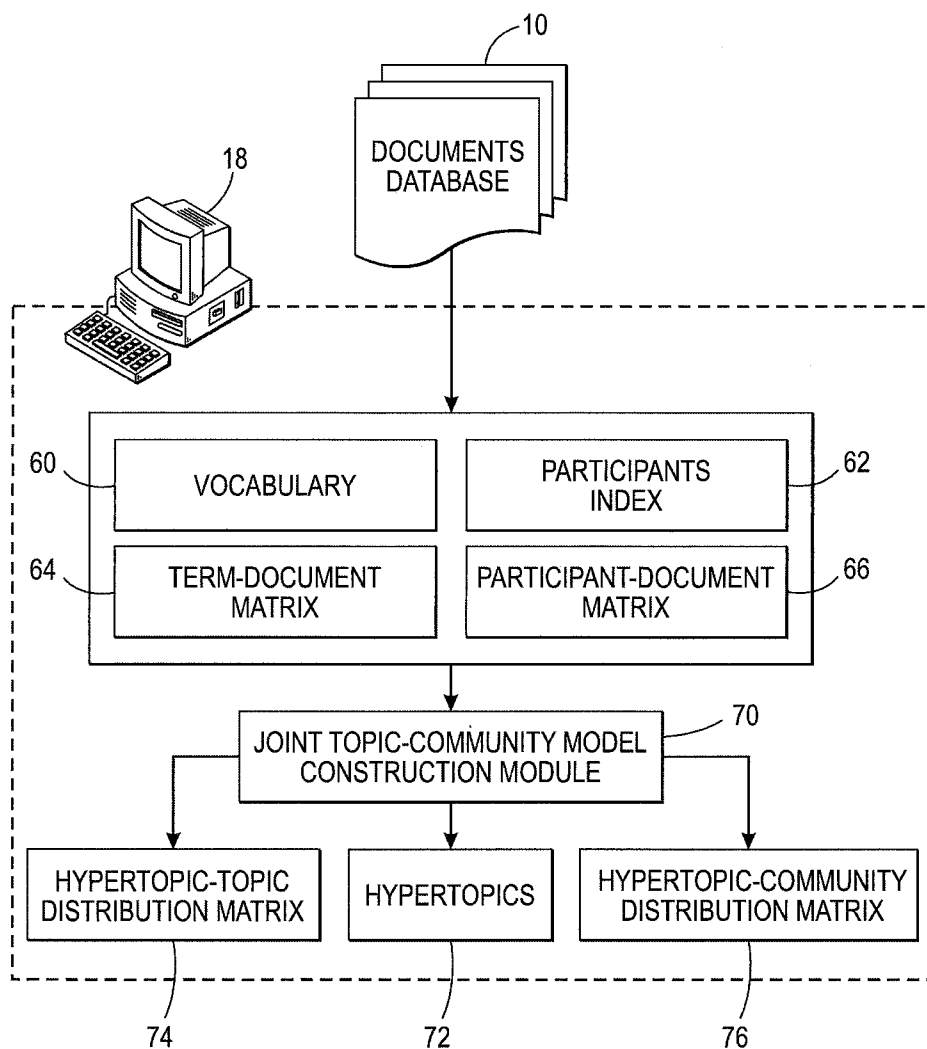 10
DOCUMENTS
DATABASE
18
60
VOCABULARY
PARTICIPANTS
INDEX
62
64
TERM-DOCUMENT
MATRIX
PARTICIPANT-DOCUMENT
MATRIX
66
70
JOINT TOPIC-COMMUNITY MODEL
CONSTRUCTION MODULE
HYPERTOPIC-TOPIC
DISTRIBUTION MATRIX
HYPERTOPICS
HYPERTOPIC-COMMUNITY
DISTRIBUTION MATRIX
74
72
76